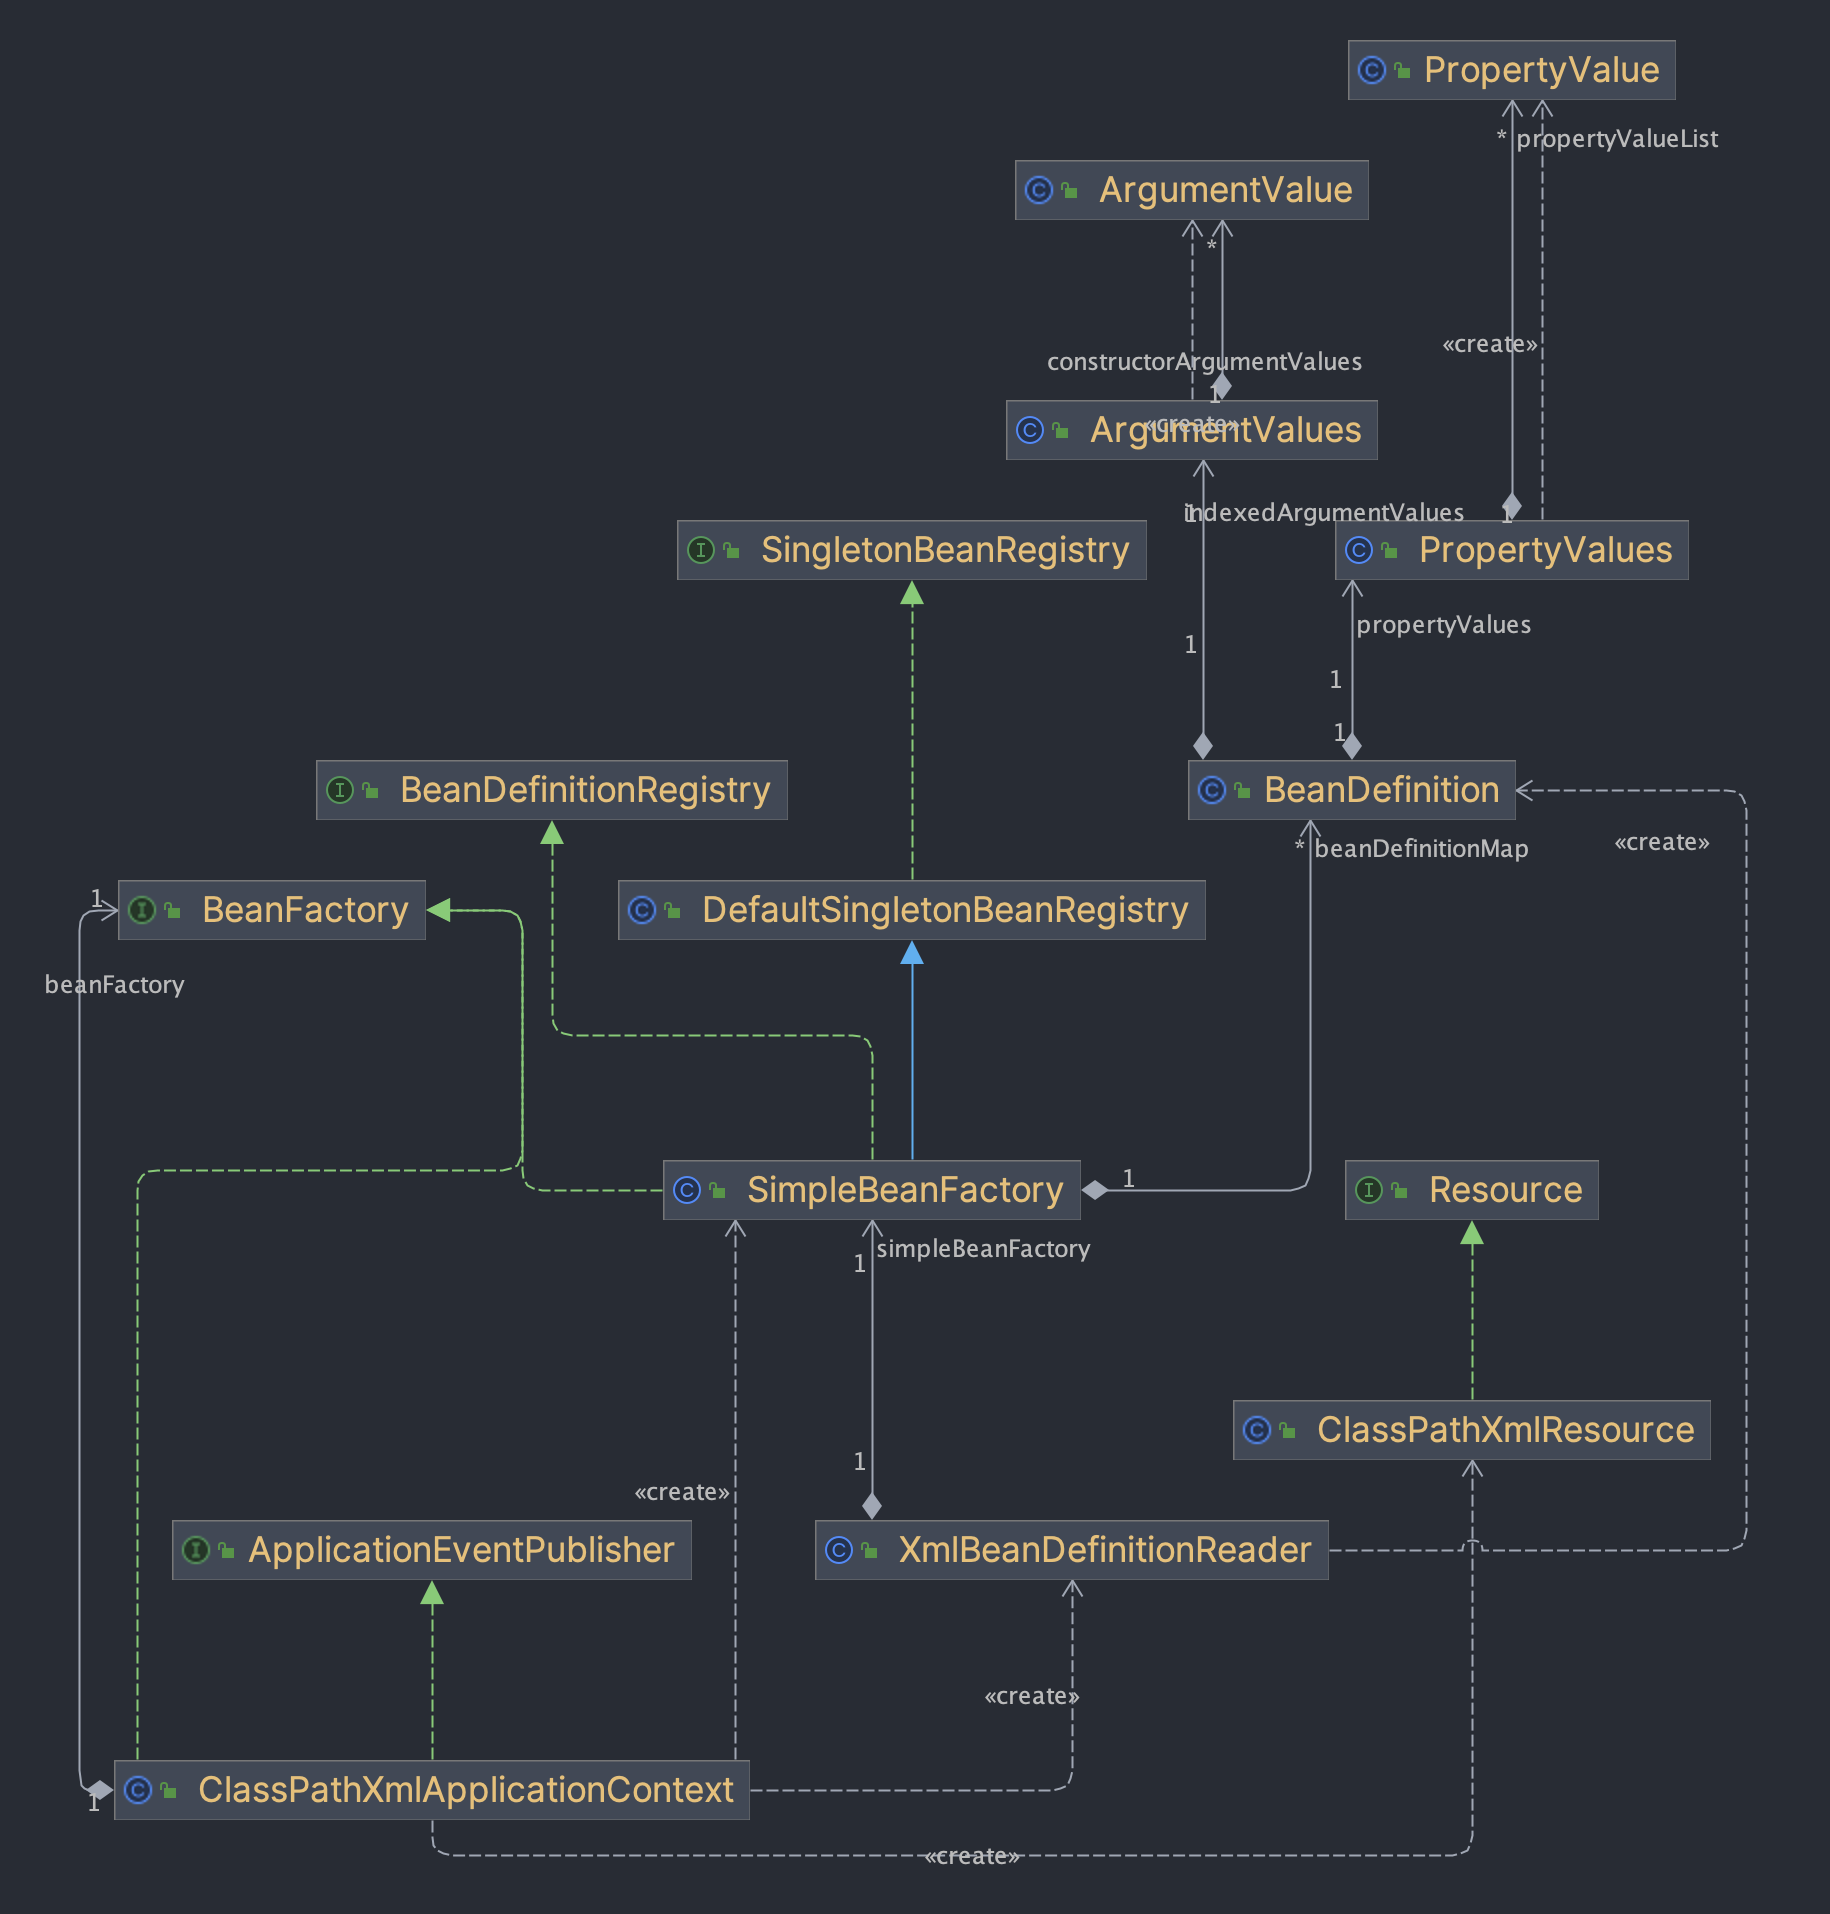 PropertyValue
* propertyValueList
ArgumentValue
*
«create»
constructorArgumentValues
1
ArgumentValues
«create»
1
indexedArgumentValues
1
SingletonBeanRegistry
PropertyValues
propertyValues
1
1
1
BeanDefinitionRegistry
BeanDefinition
«create»
* beanDefinitionMap
1
BeanFactory
DefaultSingletonBeanRegistry
beanFactory
SimpleBeanFactory
1
Resource
simpleBeanFactory
1
ClassPathXmlResource
1
«create»
ApplicationEventPublisher
XmlBeanDefinitionReader
«create»
ClassPathXmlApplicationContext
1
«create»